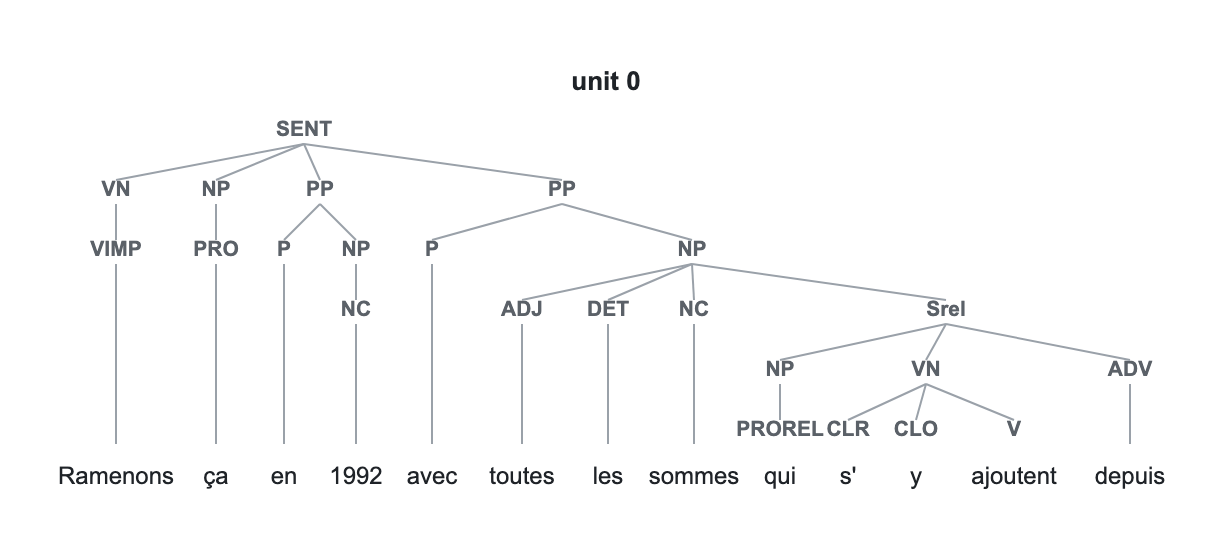 unit 0
SENT
VN NP PP PP
VIMP PRO P NP P NP
NC ADJ DET NC Srel
NP VN ADV
PROREL CLR CLO V
Ramenons ça en 1992 avec toutes les sommes qui s' y ajoutent depuis